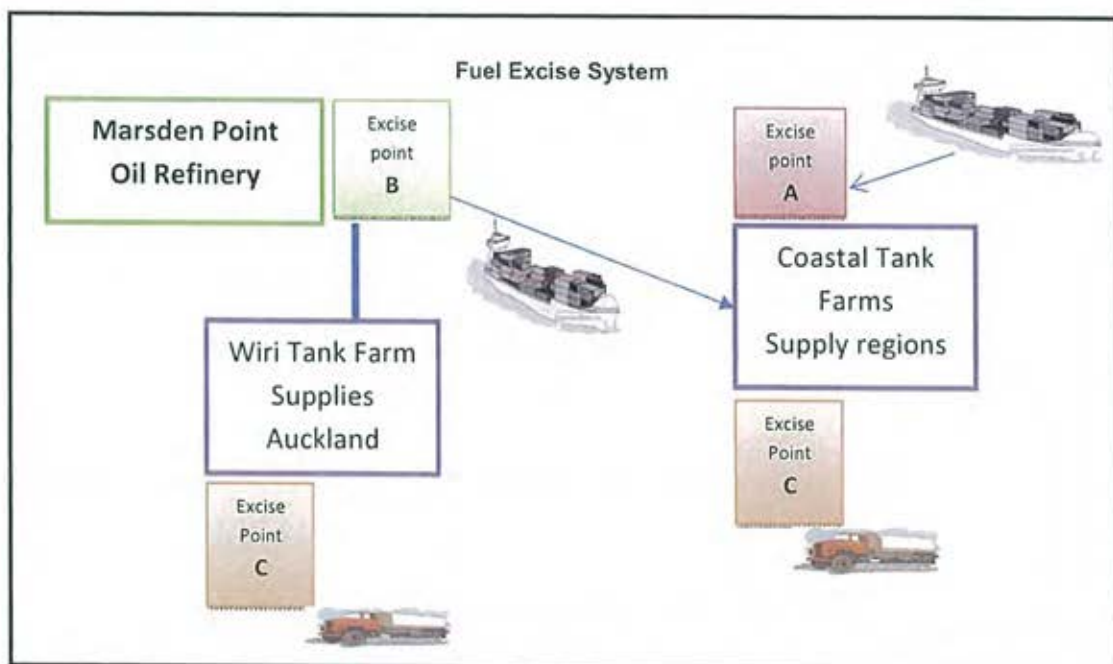 Fuel Excise System
Marsden Point
Oil Refinery
Excise
point
B
Excise
point
A
Coastal Tank
Farms
Supply regions
Wiri Tank Farm
Supplies
Auckland
Excise
Point
C
Excise
Point
C